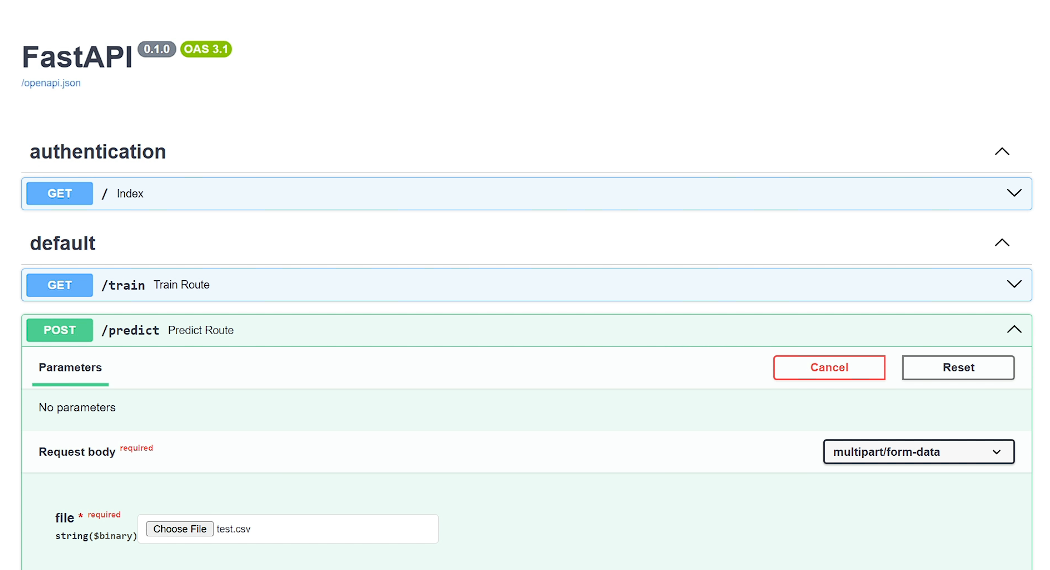 FastAPI 0.1.0 OAS 3.1
/openapi.json
authentication
GET / Index
default
GET /train Train Route
POST /predict Predict Route
Parameters Cancel Reset
No parameters
Request body required multipart/form-data
file * required
Choose File test.csv
string($binary)